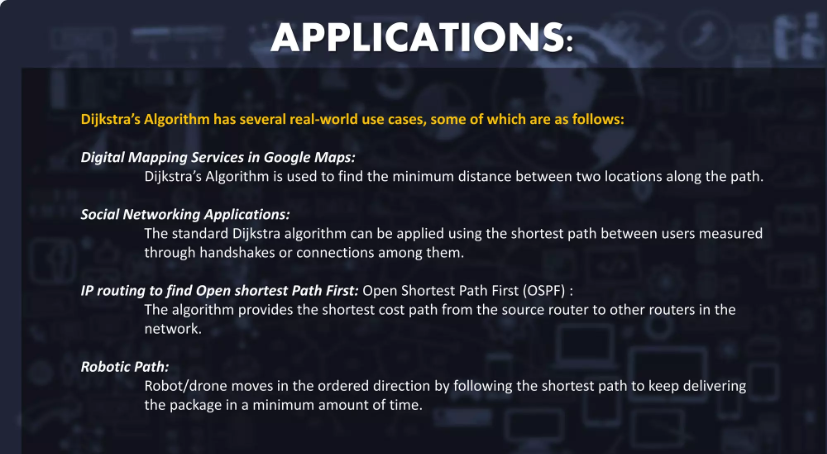 APPLICATIONS:
Dijkstra’s Algorithm has several real-world use cases, some of which are as follows:
Digital Mapping Services in Google Maps:
Dijkstra’s Algorithm is used to find the minimum distance between two locations along the path.
Social Networking Applications:
The standard Dijkstra algorithm can be applied using the shortest path between users measured
through handshakes or connections among them.
IP routing to find Open shortest Path First: Open Shortest Path First (OSPF) :
The algorithm provides the shortest cost path from the source router to other routers in the
network.
Robotic Path:
Robot/drone moves in the ordered direction by following the shortest path to keep delivering
the package in a minimum amount of time.